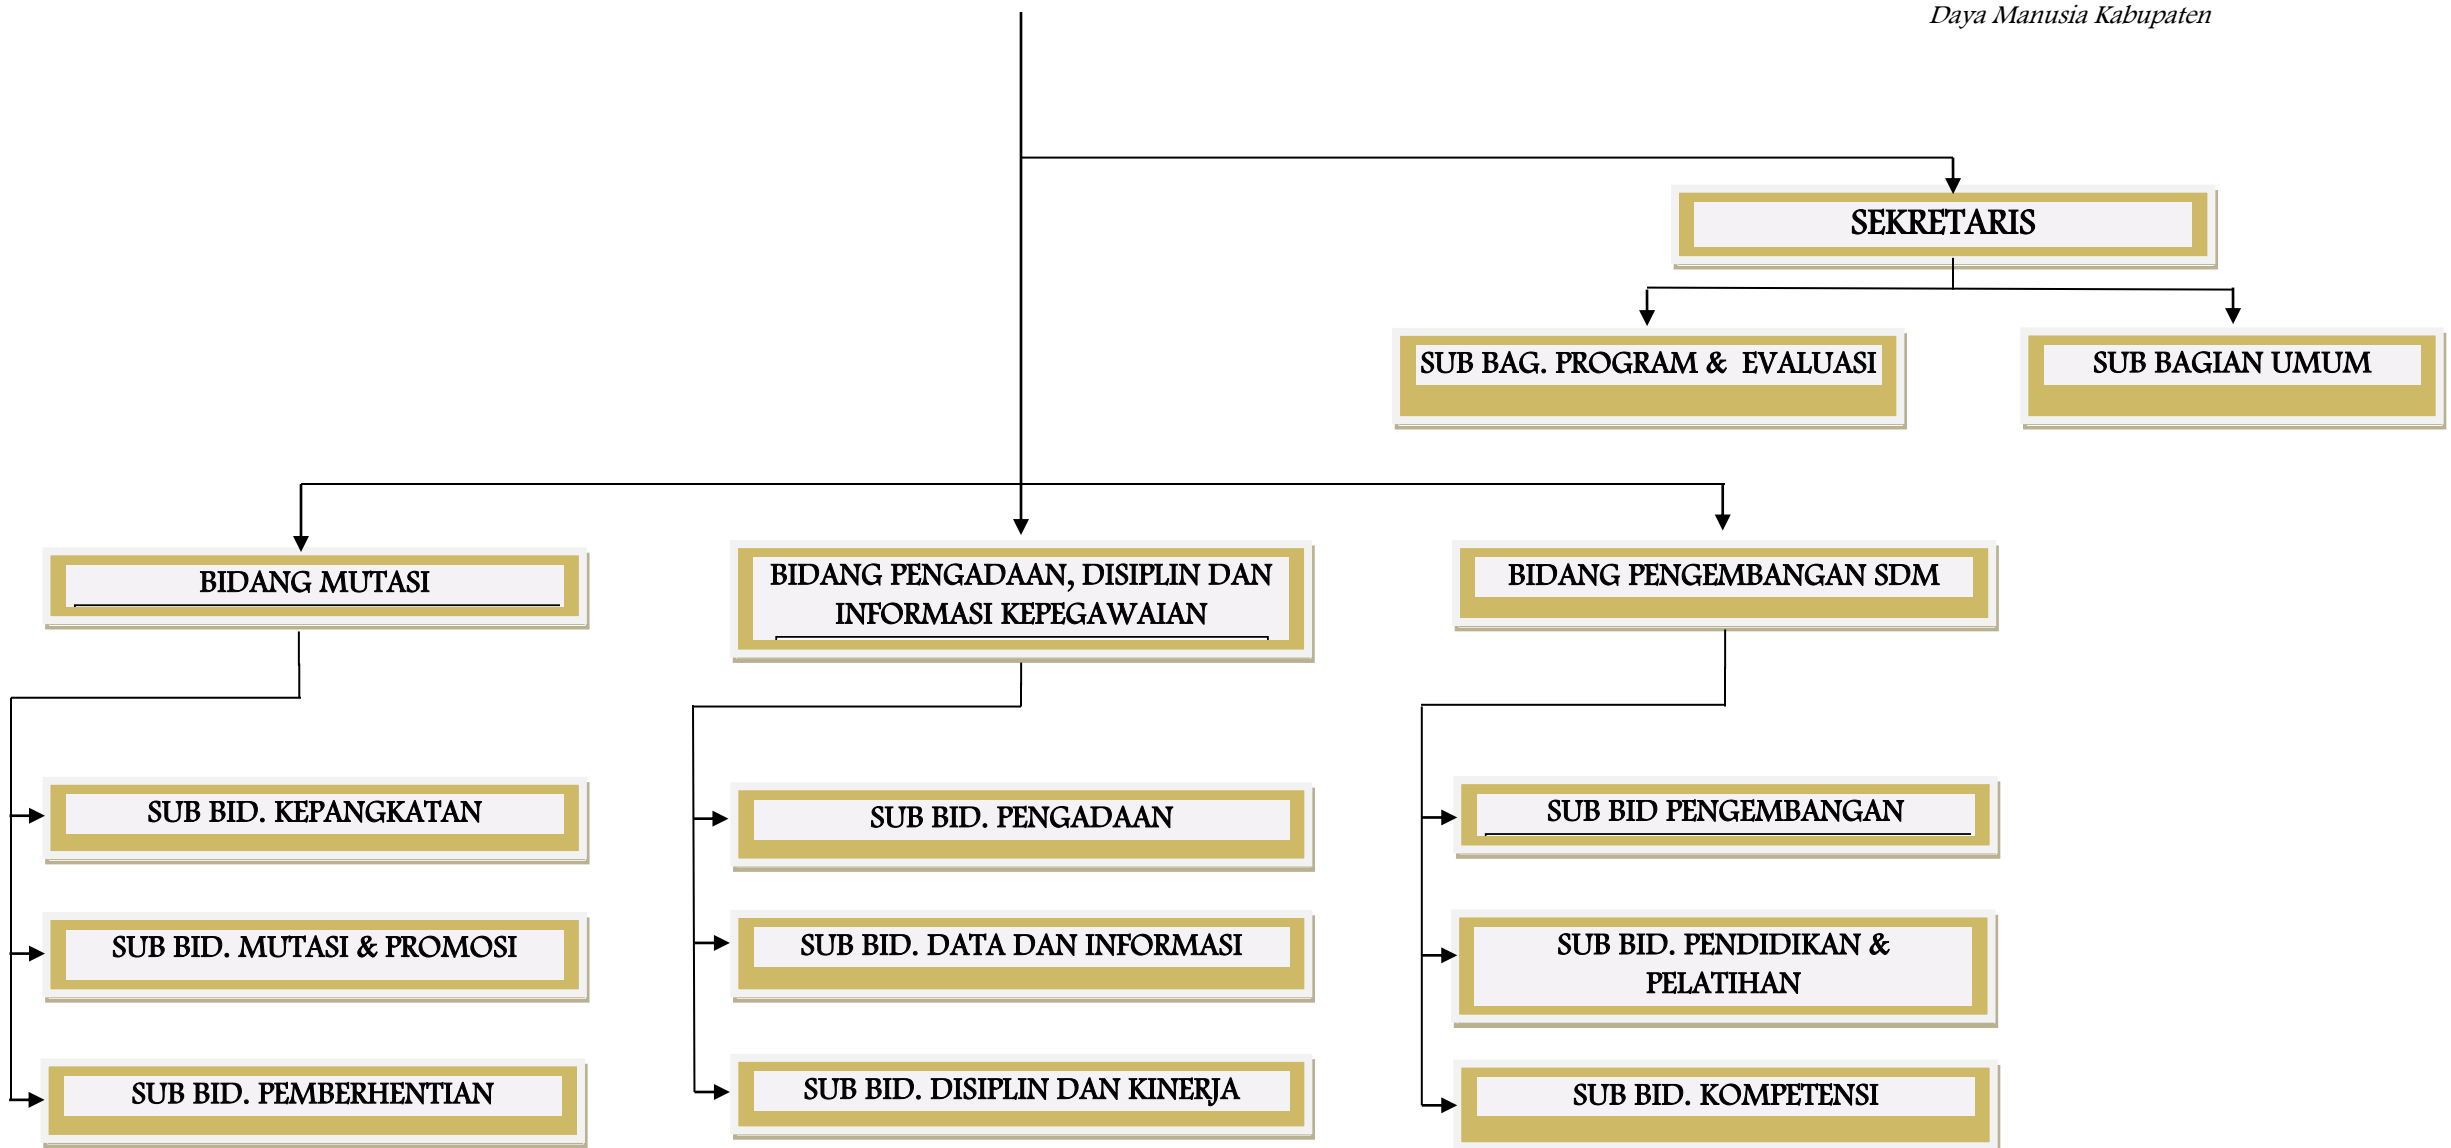 Daya Manusia Kabupaten
SEKRETARIS
SUB BAG. PROGRAM & EVALUASI
SUB BAGIAN UMUM
BIDANG MUTASI
BIDANG PENGADAAN, DISIPLIN DAN
INFORMASI KEPEGAWAIAN
BIDANG PENGEMBANGAN SDM
SUB BID. KEPANGKATAN
SUB BID. MUTASI & PROMOSI
SUB BID. PEMBERHENTIAN
SUB BID. PENGADAAN
SUB BID. DATA DAN INFORMASI
SUB BID. DISIPLIN DAN KINERJA
SUB BID PENGEMBANGAN
SUB BID. PENDIDIKAN &
PELATIHAN
SUB BID. KOMPETENSI